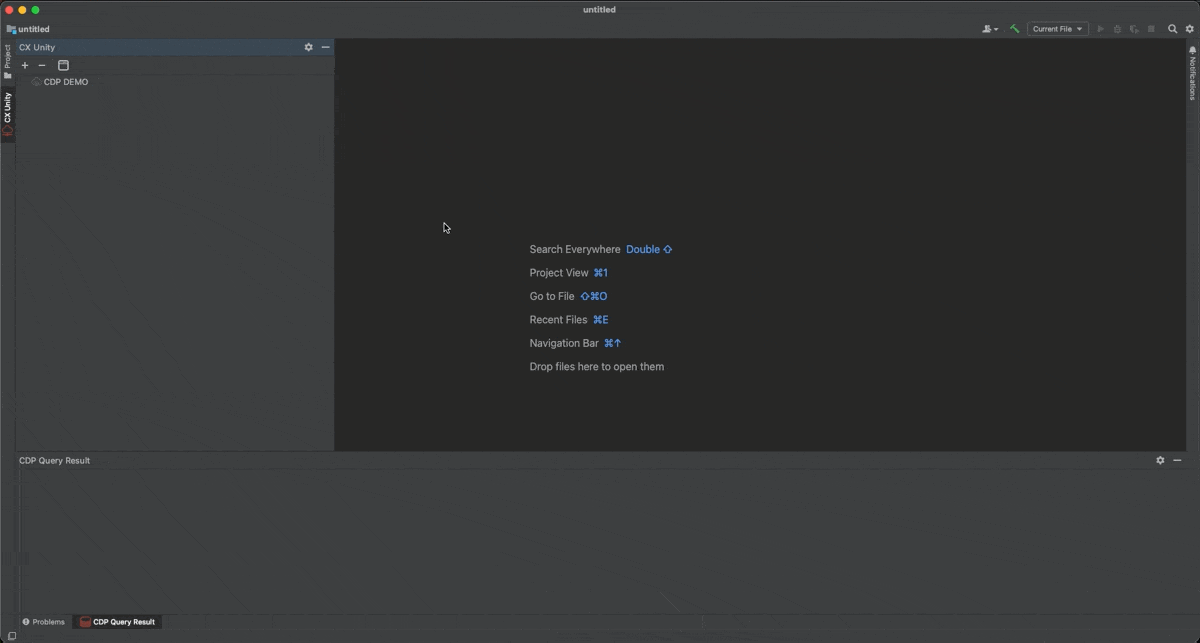 untitled
untitled
Current File
CX Unity
CDP DEMO
Project
CX Unity
Notifications
Search Everywhere Double ⇧
Project View ⌘1
Go to File ⇧⌘O
Recent Files ⌘E
Navigation Bar ⌘↑
Drop files here to open them
CDP Query Result
Problems
CDP Query Result